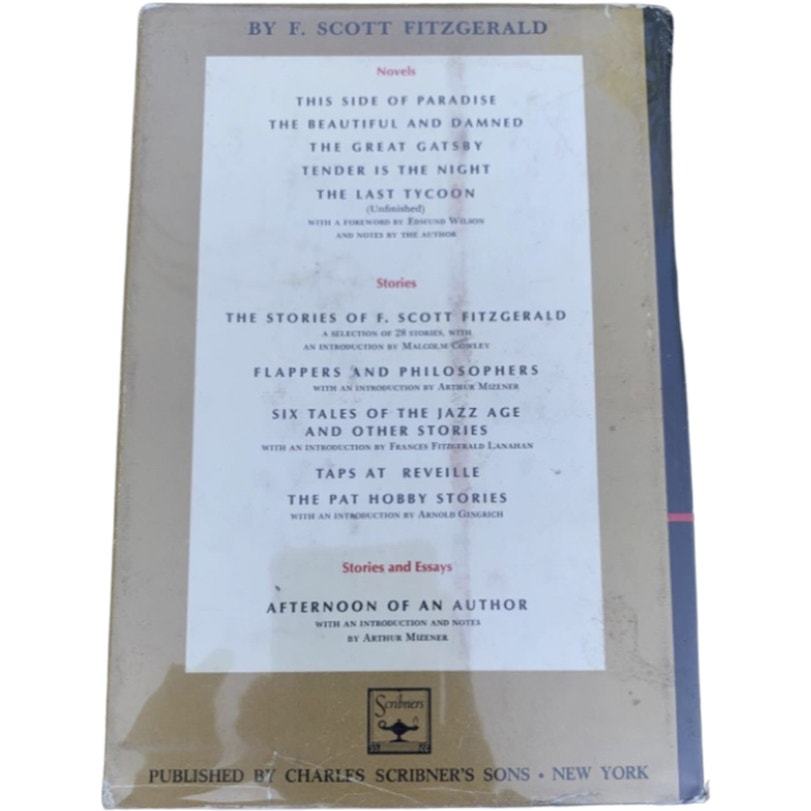 BY F. SCOTT FITZGERALD
Novels
THIS SIDE OF PARADISE
THE BEAUTIFUL AND DAMNED
THE GREAT GATSBY
TENDER IS THE NIGHT
THE LAST TYCOON
(Unfinished)
WITH A FOREWORD BY EDMUND WILSON
AND NOTES BY THE AUTHOR
Stories
THE STORIES OF F. SCOTT FITZGERALD
A SELECTION OF 28 STORIES, WITH
AN INTRODUCTION BY MALCOLM COWLEY
FLAPPERS AND PHILOSOPHERS
WITH AN INTRODUCTION BY ARTHUR MIZENER
SIX TALES OF THE JAZZ AGE
AND OTHER STORIES
WITH AN INTRODUCTION BY FRANCES FITZGERALD LANAHAN
TAPS AT REVEILLE
THE PAT HOBBY STORIES
WITH AN INTRODUCTION BY ARNOLD GINGRICH
Stories and Essays
AFTERNOON OF AN AUTHOR
WITH AN INTRODUCTION AND NOTES
BY ARTHUR MIZENER
Scribners
PUBLISHED BY CHARLES SCRIBNER'S SONS • NEW YORK